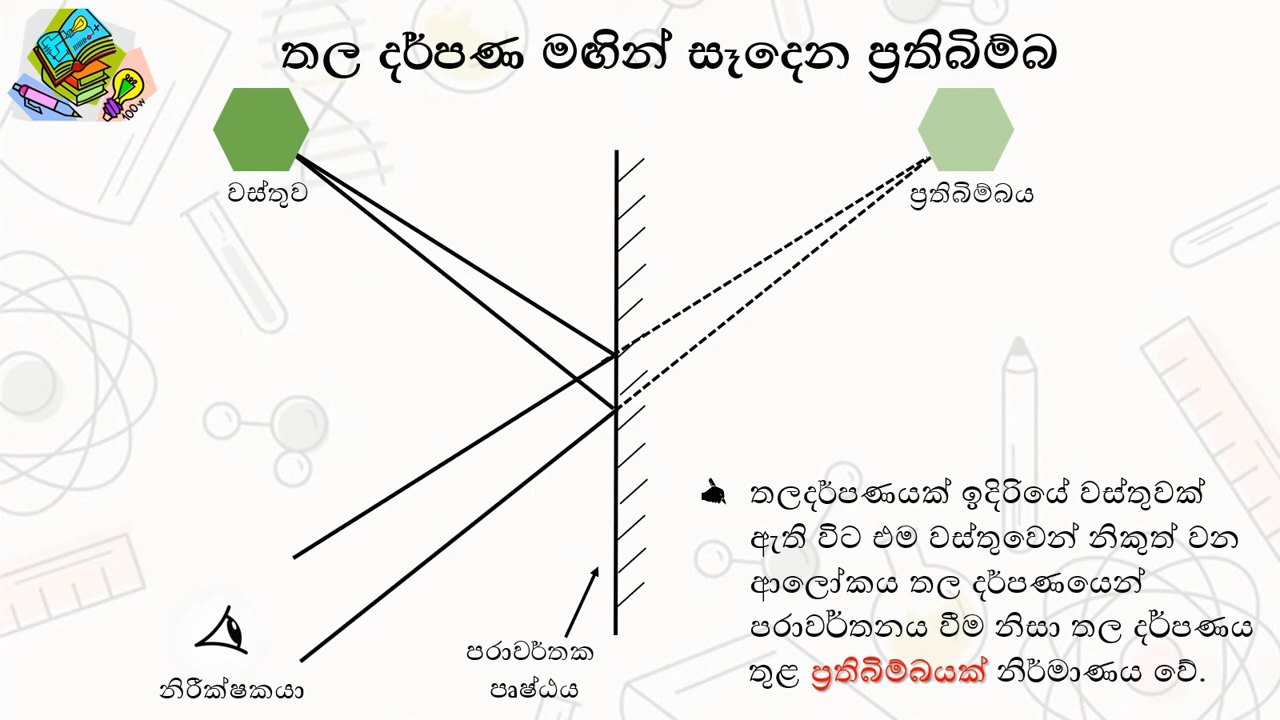 තල දර්පණ මඟින් සෑදෙන ප්‍රතිබිම්බ
වස්තුව
ප්‍රතිබිම්බය
තලදර්පණයක් ඉදිරියේ වස්තුවක්
ඇති විට එම වස්තුවෙන් නිකුත් වන
ආලෝකය තල දර්පණයෙන්
පරාවර්තනය වීම නිසා තල දර්පණය
තුළ ප්‍රතිබිම්බයක් නිර්මාණය වේ.
පරාවර්තක
පෘෂ්ඨය
නිරීක්ෂකයා
100w